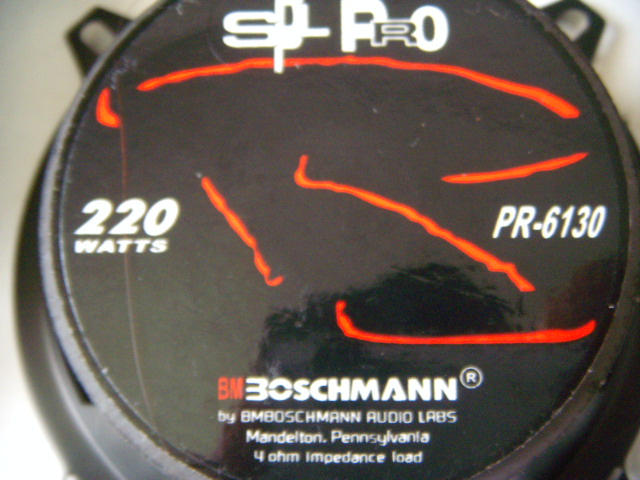 SPL PRO
220
WATTS
PR-6130
BMBOSCHMANN®
by BMBOSCHMANN AUDIO LABS
Mandelton, Pennsylvania
4 ohm impedance load